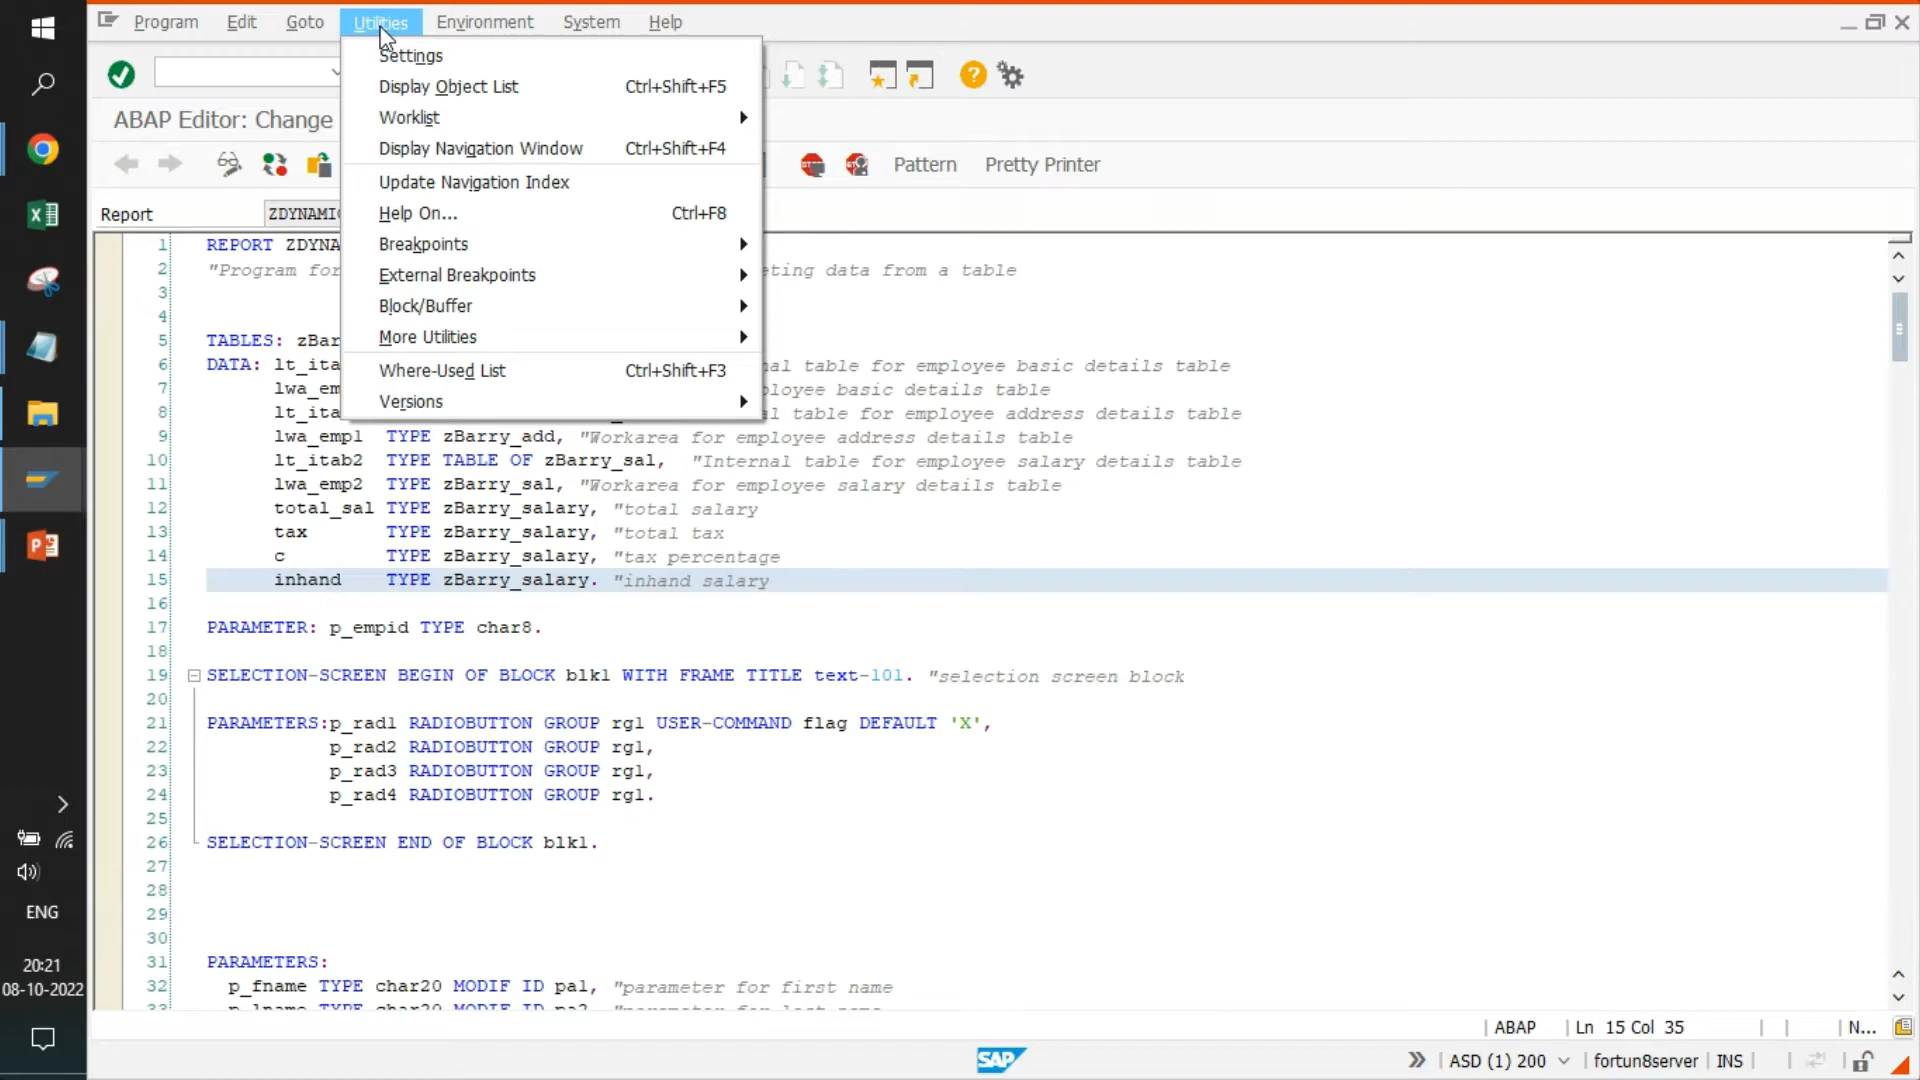 Program Edit Goto Utilities Environment System Help
Settings
Display Object List Ctrl+Shift+F5
Worklist
Display Navigation Window Ctrl+Shift+F4
Update Navigation Index
Help On... Ctrl+F8
Breakpoints
External Breakpoints
Block/Buffer
More Utilities
Where-Used List Ctrl+Shift+F3
Versions
ABAP Editor: Change
Pattern Pretty Printer
Report ZDYNAMIC
1 REPORT ZDYNA
2 "Program for eting data from a table
3
4
5 TABLES: zBar
6 DATA: lt_ita nal table for employee basic details table
7 lwa_em ployee basic details table
8 lt_ita l table for employee address details table
9 lwa_emp1 TYPE zBarry_add, "Workarea for employee address details table
10 lt_itab2 TYPE TABLE OF zBarry_sal, "Internal table for employee salary details table
11 lwa_emp2 TYPE zBarry_sal, "Workarea for employee salary details table
12 total_sal TYPE zBarry_salary, "total salary
13 tax TYPE zBarry_salary, "total tax
14 c TYPE zBarry_salary, "tax percentage
15 inhand TYPE zBarry_salary. "inhand salary
16
17 PARAMETER: p_empid TYPE char8.
18
19 SELECTION-SCREEN BEGIN OF BLOCK blk1 WITH FRAME TITLE text-101. "selection screen block
20
21 PARAMETERS:p_rad1 RADIOBUTTON GROUP rg1 USER-COMMAND flag DEFAULT 'X',
22 p_rad2 RADIOBUTTON GROUP rg1,
23 p_rad3 RADIOBUTTON GROUP rg1,
24 p_rad4 RADIOBUTTON GROUP rg1.
25
26 SELECTION-SCREEN END OF BLOCK blk1.
27
28
29
30
31 PARAMETERS:
32 p_fname TYPE char20 MODIF ID pa1, "parameter for first name
ABAP Ln 15 Col 35 N...
SAP ASD (1) 200 fortun8server INS
ENG
20:21
08-10-2022